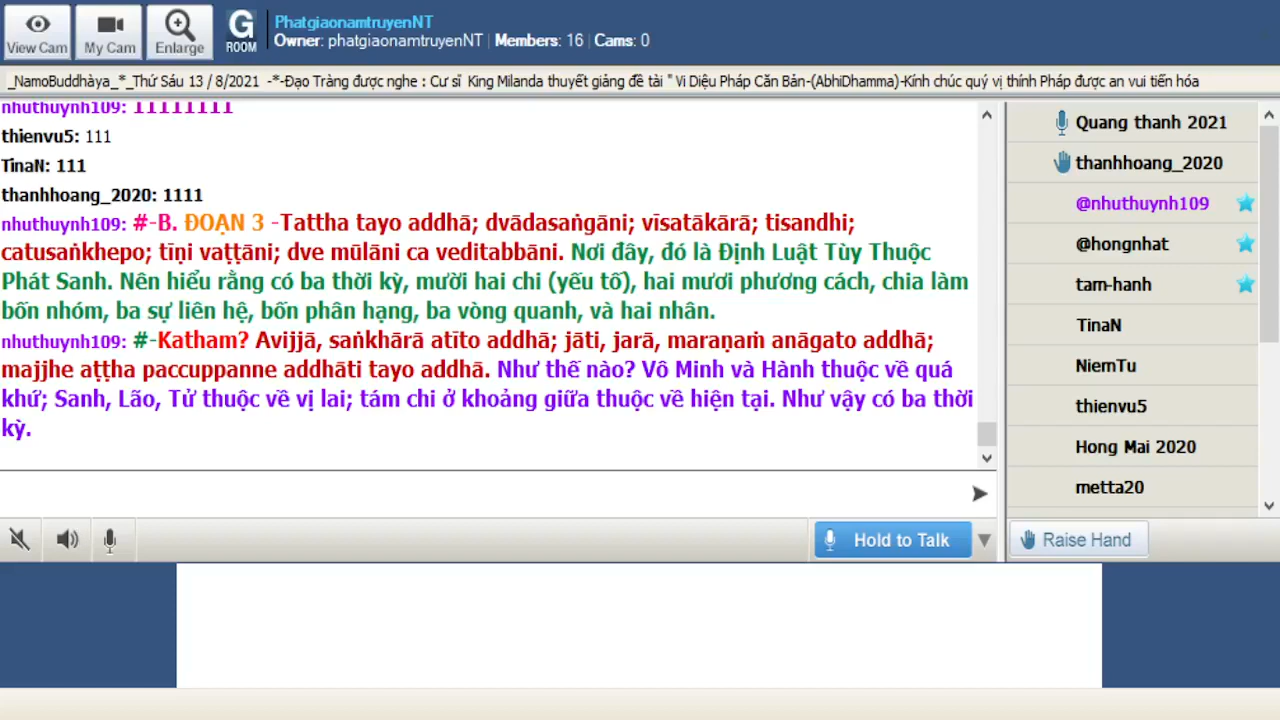 View Cam
My Cam
Enlarge
G
ROOM
PhatgiaonamtruyenNT
Owner: phatgiaonamtruyenNT | Members: 16 | Cams: 0
_NamoBuddhàya_*_Thứ Sáu 13 / 8/2021 -*-Đạo Tràng được nghe : Cư sĩ King Milanda thuyết giảng đề tài " Vi Diệu Pháp Căn Bản-(AbhiDhamma)-Kính chúc quý vị thính Pháp được an vui tiến hóa
nhuthuynh109: 11111111
thienvu5: 111
TinaN: 111
thanhhoang_2020: 1111
nhuthuynh109: #-B. ĐOẠN 3 -Tattha tayo addhā; dvādasaṅgāni; vīsatākārā; tisandhi;
catusaṅkhepo; tīṇi vaṭṭāni; dve mūlāni ca veditabbāni. Nơi đây, đó là Định Luật Tùy Thuộc
Phát Sanh. Nên hiểu rằng có ba thời kỳ, mười hai chi (yếu tố), hai mươi phương cách, chia làm
bốn nhóm, ba sự liên hệ, bốn phân hạng, ba vòng quanh, và hai nhân.
nhuthuynh109: #-Katham? Avijjā, saṅkhārā atīto addhā; jāti, jarā, maraṇaṁ anāgato addhā;
majjhe aṭṭha paccuppanne addhāti tayo addhā. Như thế nào? Vô Minh và Hành thuộc về quá
khứ; Sanh, Lão, Tử thuộc về vị lai; tám chi ở khoảng giữa thuộc về hiện tại. Như vậy có ba thời
kỳ.
Quang thanh 2021
thanhhoang_2020
@nhuthuynh109
@hongnhat
tam-hanh
TinaN
NiemTu
thienvu5
Hong Mai 2020
metta20
Hold to Talk
Raise Hand